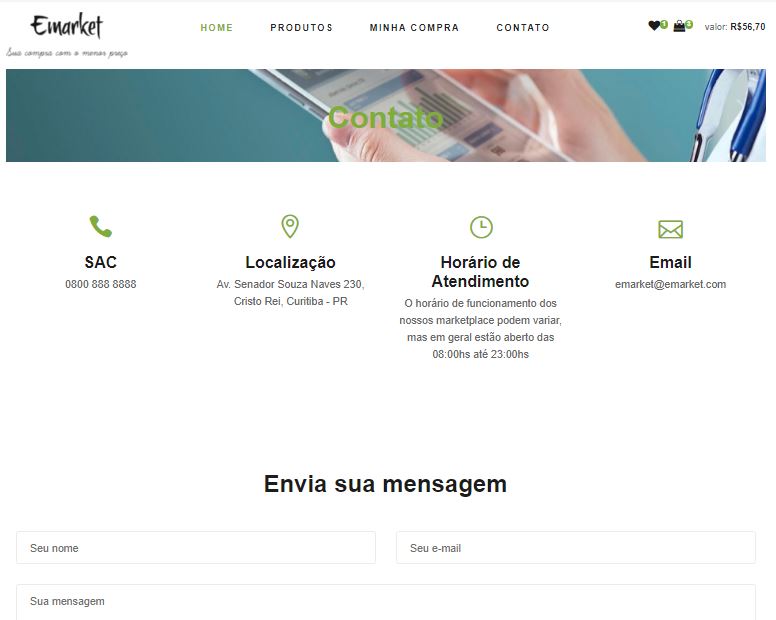 Emarket
Sua compra com o menor preço
HOME PRODUTOS MINHA COMPRA CONTATO
1 3 valor: R$56,70
Contato
SAC
0800 888 8888
Localização
Av. Senador Souza Naves 230,
Cristo Rei, Curitiba - PR
Horário de
Atendimento
O horário de funcionamento dos
nossos marketplace podem variar,
mas em geral estão aberto das
08:00hs até 23:00hs
Email
emarket@emarket.com
Envia sua mensagem
Seu nome
Seu e-mail
Sua mensagem